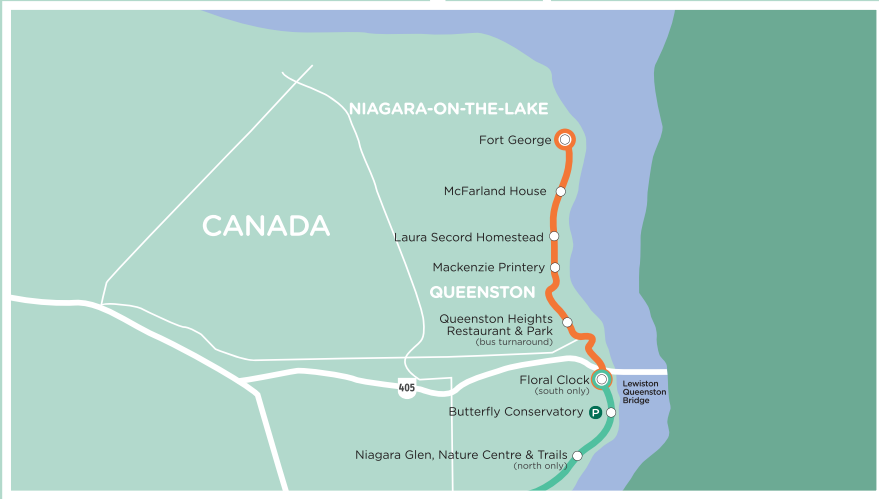 NIAGARA-ON-THE-LAKE
Fort George
McFarland House
CANADA
Laura Secord Homestead
Mackenzie Printery
QUEENSTON
Queenston Heights
Restaurant & Park
(bus turnaround)
405
Floral Clock
(south only)
Lewiston
Queenston
Bridge
Butterfly Conservatory
P
Niagara Glen, Nature Centre & Trails
(north only)